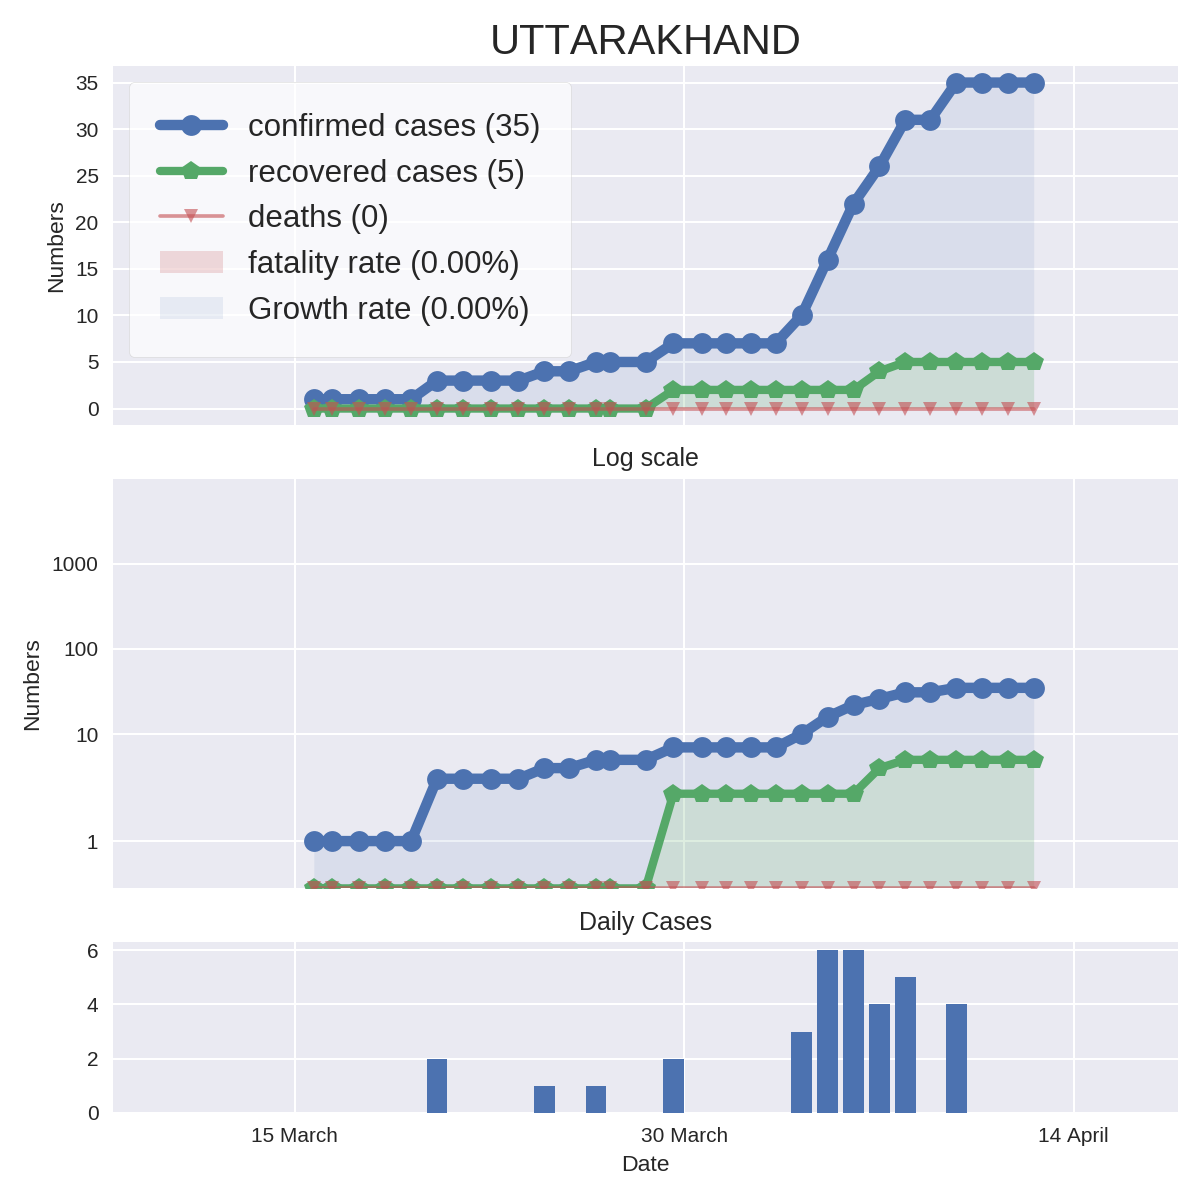 UTTARAKHAND
35
30
25
20
15
10
5
0
Numbers
confirmed cases (35)
recovered cases (5)
deaths (0)
fatality rate (0.00%)
Growth rate (0.00%)
Log scale
1000
100
10
1
Numbers
Daily Cases
6
4
2
0
15 March
30 March
14 April
Date